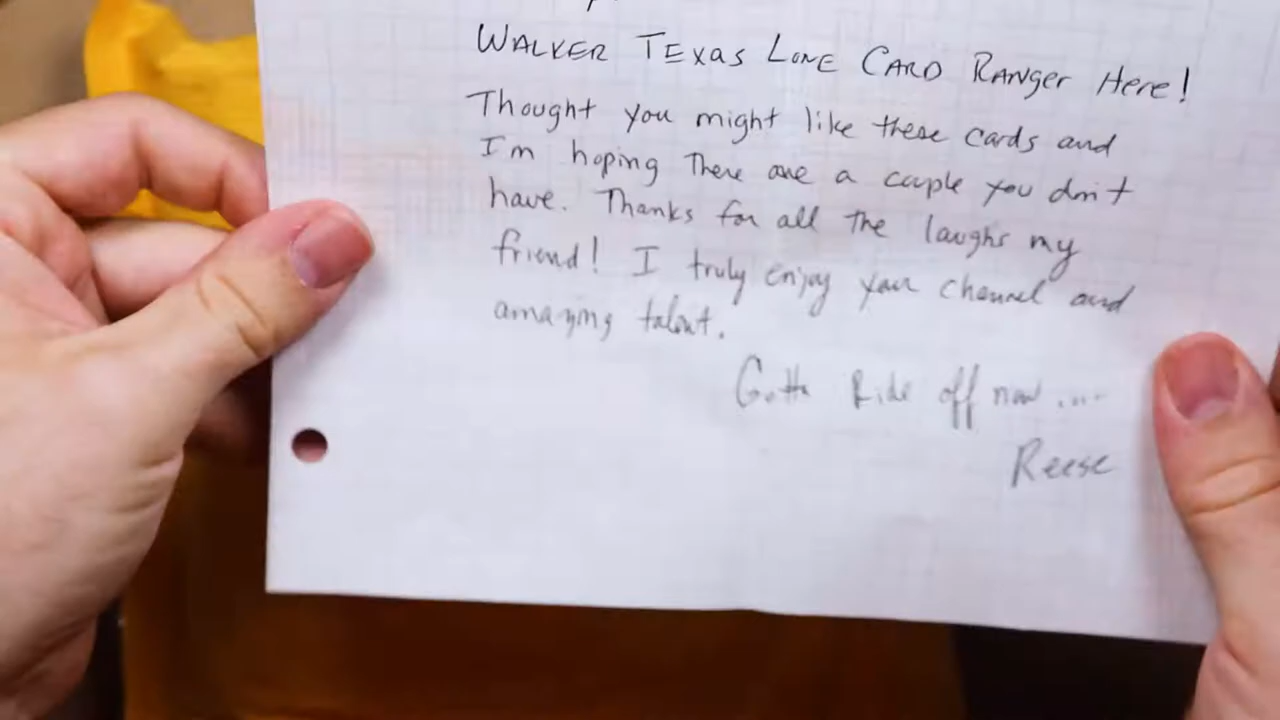 WALKER TEXAS LONE CARD RANGER Here!
Thought you might like these cards and
I'm hoping There are a couple you don't
have. Thanks for all the laughs my
friend! I truly enjoy your channel and
amazing talent.
Gotta Ride off now....
Reese